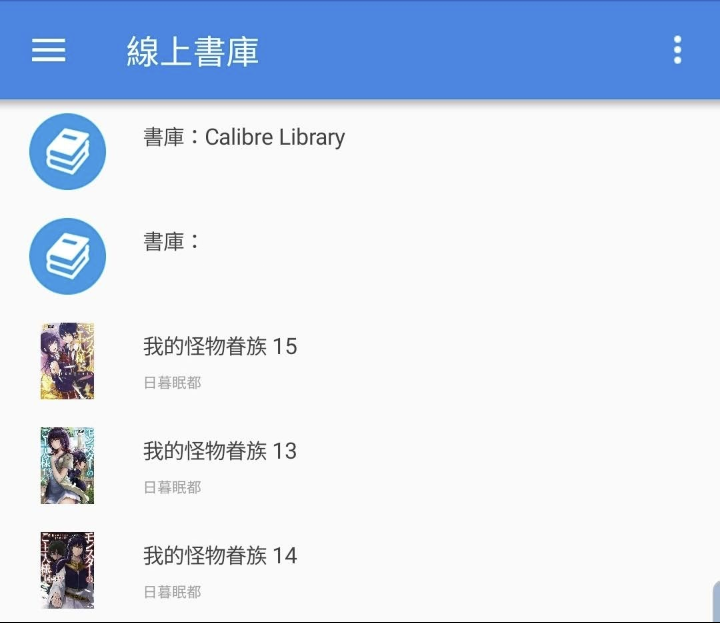 線上書庫
書庫：Calibre Library
書庫：
我的怪物眷族 15
日暮眠都
我的怪物眷族 13
日暮眠都
我的怪物眷族 14
日暮眠都